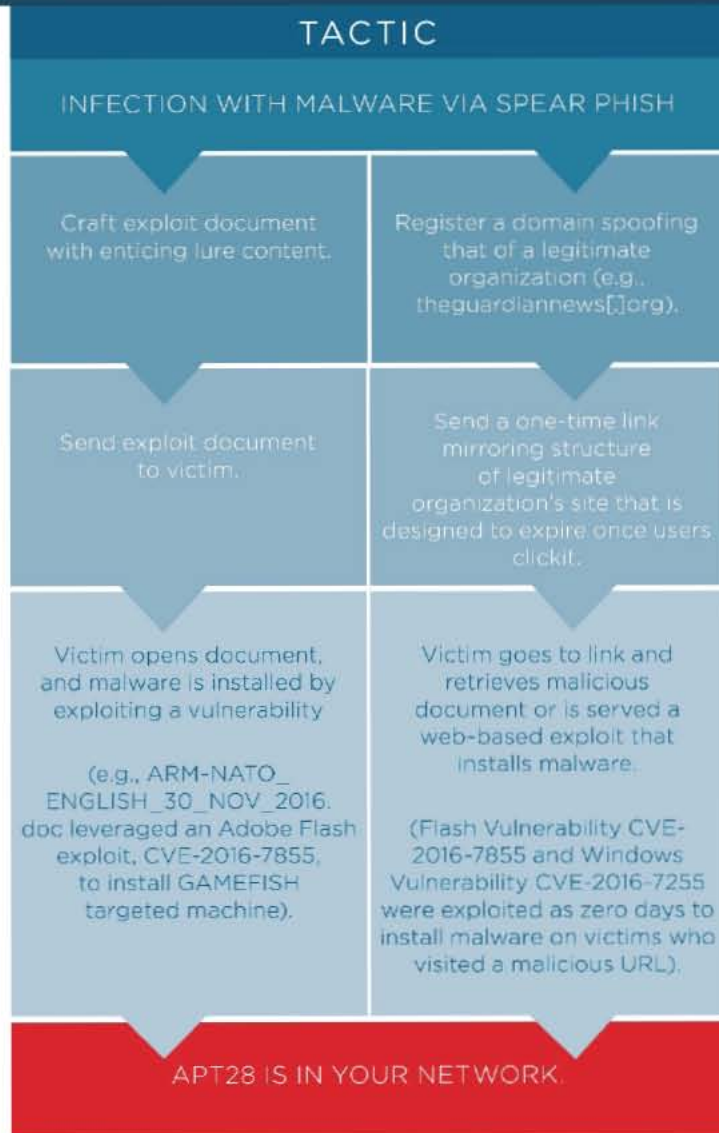 TACTIC
INFECTION WITH MALWARE VIA SPEAR PHISH
Craft exploit document
with enticing lure content.
Register a domain spoofing
that of a legitimate
organization (e.g.,
theguardiannews[.]org).
Send exploit document
to victim.
Send a one-time link
mirroring structure
of legitimate
organization's site that is
designed to expire once users
clickit.
Victim opens document,
and malware is installed by
exploiting a vulnerability
(e.g., ARM-NATO_
ENGLISH_30_NOV_2016.
doc leveraged an Adobe Flash
exploit, CVE-2016-7855,
to install GAMEFISH
targeted machine).
Victim goes to link and
retrieves malicious
document or is served a
web-based exploit that
installs malware.
(Flash Vulnerability CVE-
2016-7855 and Windows
Vulnerability CVE-2016-7255
were exploited as zero days to
install malware on victims who
visited a malicious URL).
APT28 IS IN YOUR NETWORK.